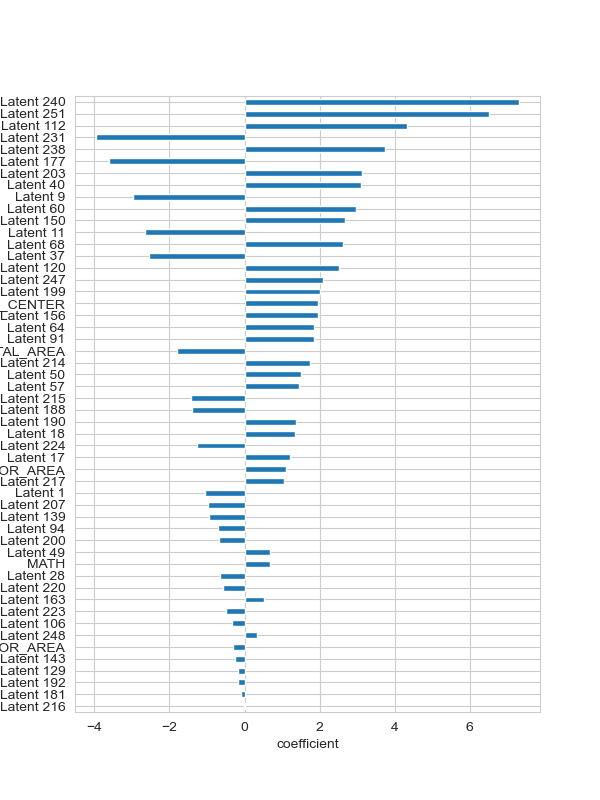 Latent 240
Latent 251
Latent 112
Latent 231
Latent 238
Latent 177
Latent 203
Latent 40
Latent 9
Latent 60
Latent 150
Latent 11
Latent 68
Latent 37
Latent 120
Latent 247
Latent 199
_CENTER
Latent 156
Latent 64
Latent 91
TAL_AREA
Latent 214
Latent 50
Latent 57
Latent 215
Latent 188
Latent 190
Latent 18
Latent 224
Latent 17
OR_AREA
Latent 217
Latent 1
Latent 207
Latent 139
Latent 94
Latent 200
Latent 49
MATH
Latent 28
Latent 220
Latent 163
Latent 223
Latent 106
Latent 248
OR_AREA
Latent 143
Latent 129
Latent 192
Latent 181
Latent 216
−4 −2 0 2 4 6
coefficient